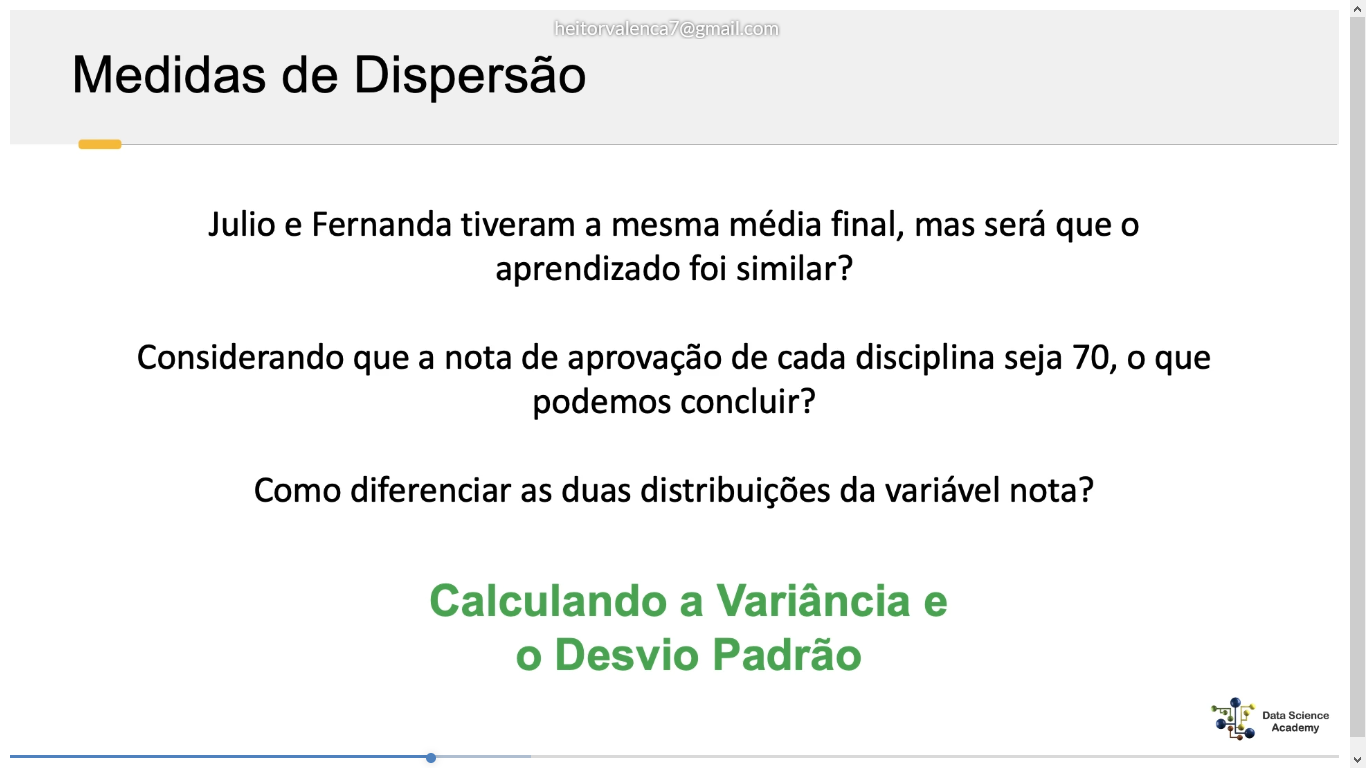 heitorvalenca7@gmail.com
Medidas de Dispersão
Julio e Fernanda tiveram a mesma média final, mas será que o
aprendizado foi similar?
Considerando que a nota de aprovação de cada disciplina seja 70, o que
podemos concluir?
Como diferenciar as duas distribuições da variável nota?
Calculando a Variância e
o Desvio Padrão
Data Science
Academy